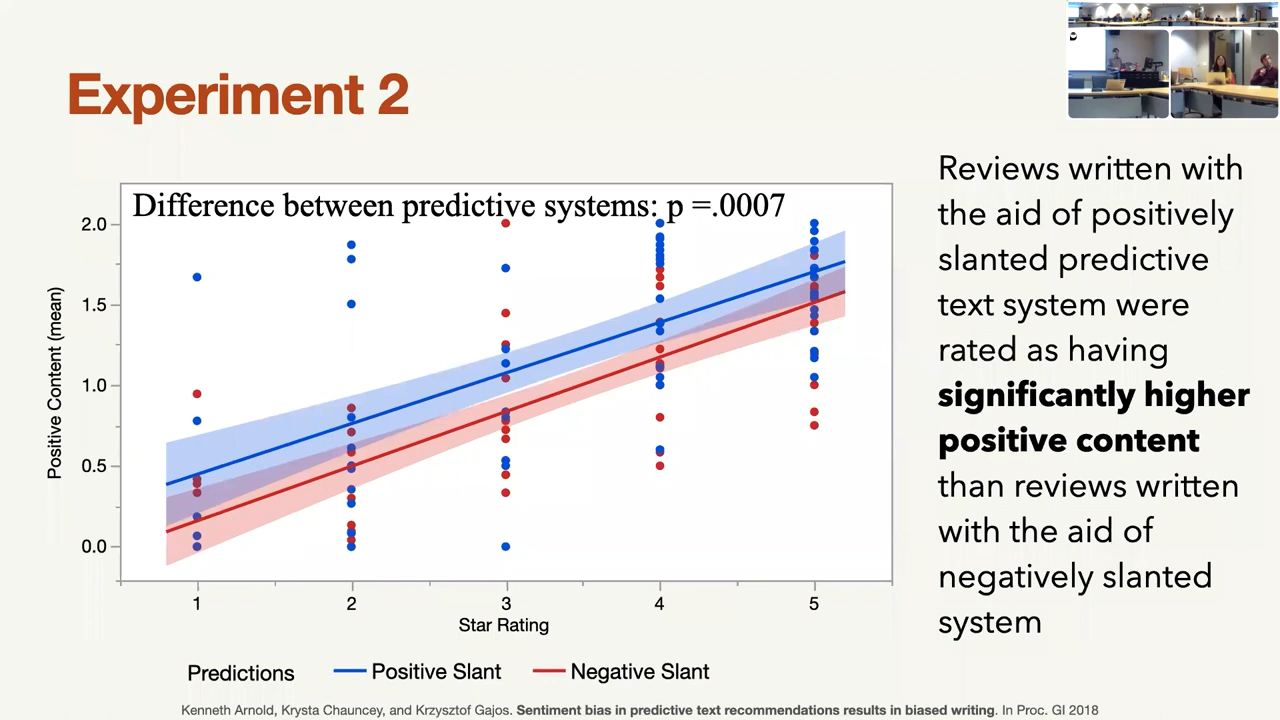 Experiment 2
Difference between predictive systems: p =.0007
Positive Content (mean)
2.0
1.5
1.0
0.5
0.0
1 2 3 4 5
Star Rating
Predictions Positive Slant Negative Slant
Reviews written with
the aid of positively
slanted predictive
text system were
rated as having
significantly higher
positive content
than reviews written
with the aid of
negatively slanted
system
Kenneth Arnold, Krysta Chauncey, and Krzysztof Gajos. Sentiment bias in predictive text recommendations results in biased writing. In Proc. GI 2018